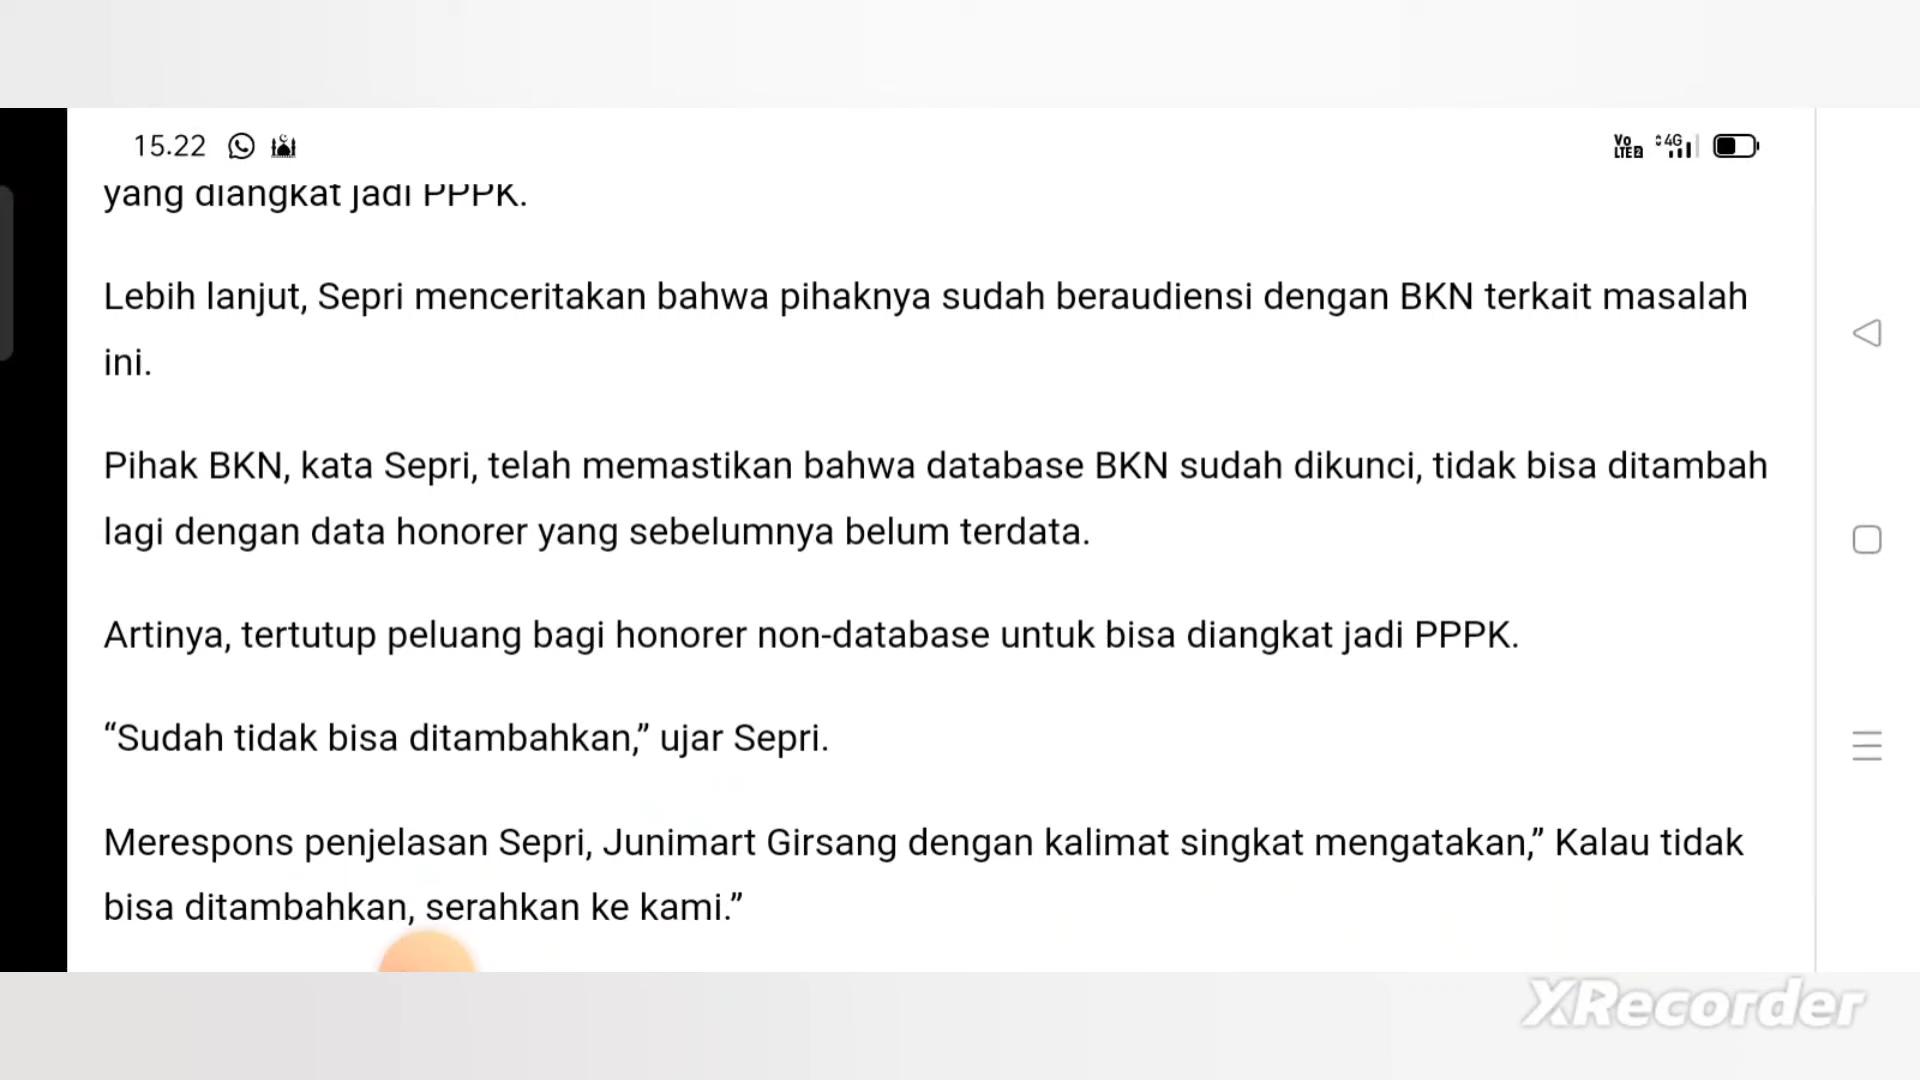 15.22
Vo LTE2 4G
yang diangkat jadi PPPK.
Lebih lanjut, Sepri menceritakan bahwa pihaknya sudah beraudiensi dengan BKN terkait masalah
ini.
Pihak BKN, kata Sepri, telah memastikan bahwa database BKN sudah dikunci, tidak bisa ditambah
lagi dengan data honorer yang sebelumnya belum terdata.
Artinya, tertutup peluang bagi honorer non-database untuk bisa diangkat jadi PPPK.
“Sudah tidak bisa ditambahkan,” ujar Sepri.
Merespons penjelasan Sepri, Junimart Girsang dengan kalimat singkat mengatakan,” Kalau tidak
bisa ditambahkan, serahkan ke kami.”
XRecorder